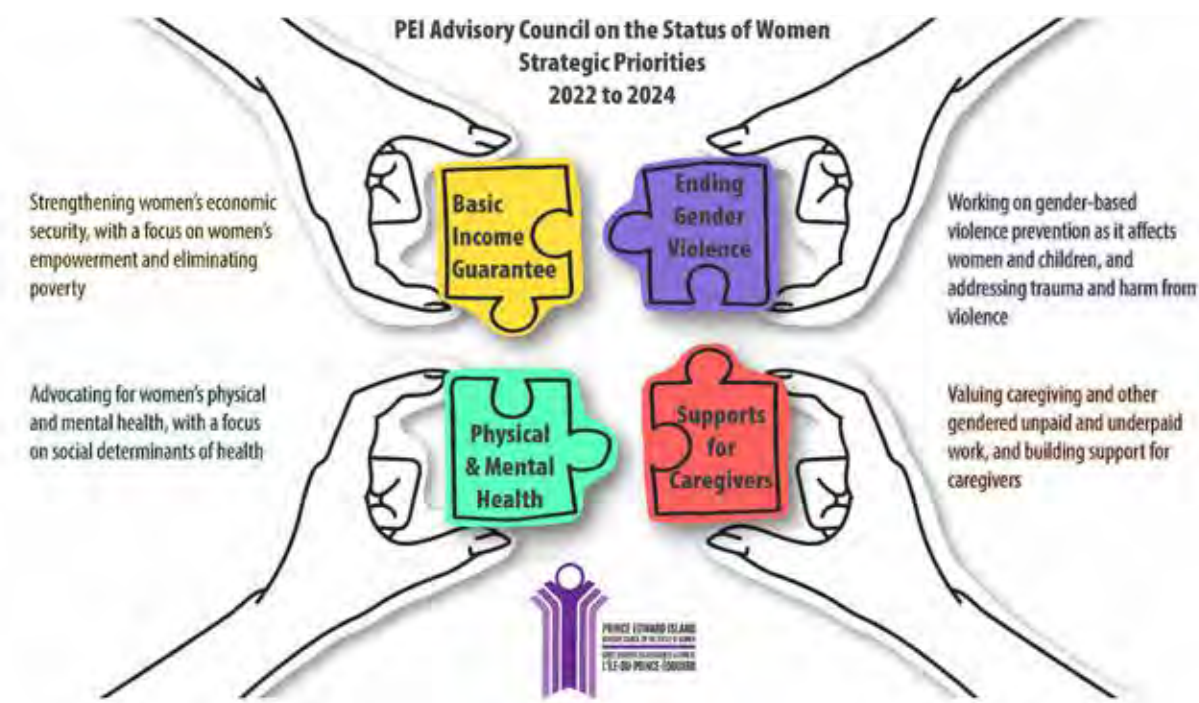 PEI Advisory Council on the Status of Women
Strategic Priorities
2022 to 2024
Strengthening women's economic
security, with a focus on women's
empowerment and eliminating
poverty
Basic
Income
Guarantee
Ending
Gender
Violence
Working on gender-based
violence prevention as it affects
women and children, and
addressing trauma and harm from
violence
Advocating for women's physical
and mental health, with a focus
on social determinants of health
Physical
& Mental
Health
Supports
for
Caregivers
Valuing caregiving and other
gendered unpaid and underpaid
work, and building support for
caregivers
PRINCE EDWARD ISLAND
L'ÎLE-DU-PRINCE-ÉDOUARD